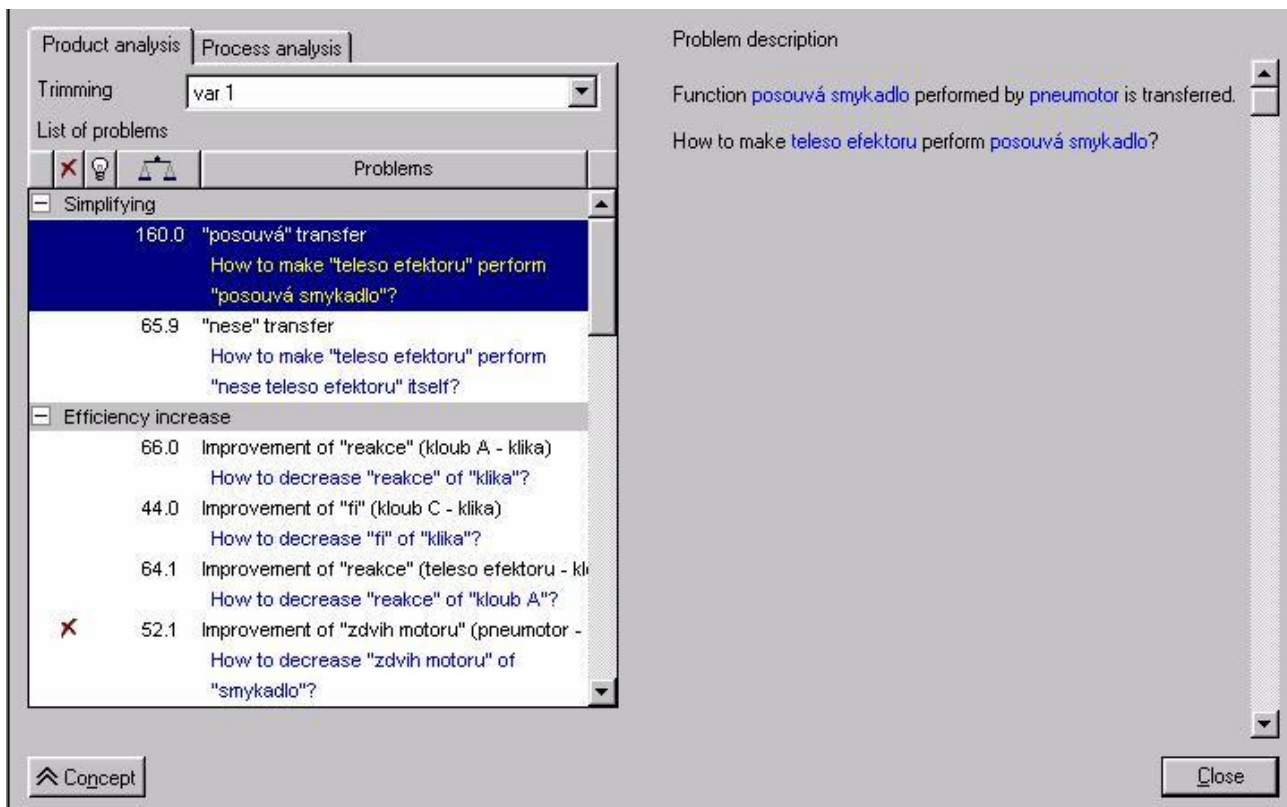 Product analysis
Process analysis
Trimming
var 1
List of problems
Problems
Simplifying
160.0 "posouvá" transfer
How to make "teleso efektoru" perform
"posouvá smykadlo"?
65.9 "nese" transfer
How to make "teleso efektoru" perform
"nese teleso efektoru" itself?
Efficiency increase
66.0 Improvement of "reakce" (kloub A - klika)
How to decrease "reakce" of "klika"?
44.0 Improvement of "fi" (kloub C - klika)
How to decrease "fi" of "klika"?
64.1 Improvement of "reakce" (teleso efektoru - kl
How to decrease "reakce" of "kloub A"?
52.1 Improvement of "zdvih motoru" (pneumotor -
How to decrease "zdvih motoru" of
"smykadlo"?
Concept
Problem description
Function posouvá smykadlo performed by pneumotor is transferred.
How to make teleso efektoru perform posouvá smykadlo?
Close